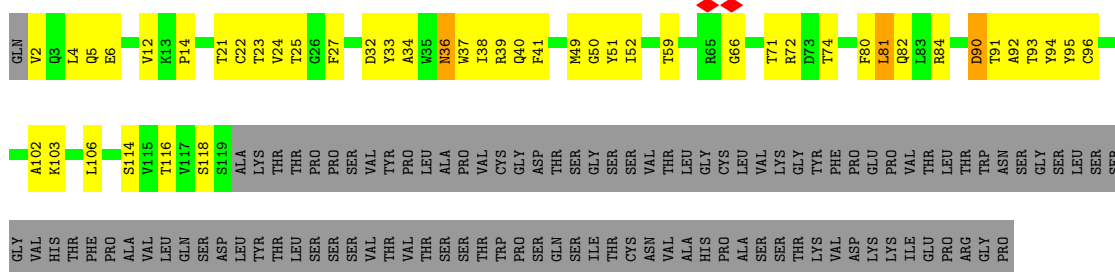 GLN V2 Q3 L4 Q5 E6 V12 K13 P14 T21 C22 T23 V24 T25 G26 F27 D32 Y33 A34 W35 N36 W37 I38 R39 Q40 F41 M49 G50 Y51 I52 T59 R65 G66 T71 R72 D73 T74 F80 L81 Q82 L83 R84 D90 T91 A92 T93 Y94 Y95 C96
A102 K103 L106 S114 V115 T116 V117 S118 S119 ALA LYS THR THR PRO PRO SER VAL TYR PRO LEU ALA PRO VAL CYS GLY ASP THR SER GLY SER SER VAL THR LEU GLY CYS LEU VAL LYS GLY TYR PHE PRO GLU PRO VAL THR LEU THR TRP ASN SER GLY SER LEU SER SER
GLY VAL HIS THR PHE PRO ALA VAL LEU GLN SER ASP LEU TYR THR LEU SER SER SER VAL THR VAL THR SER SER THR TRP PRO SER GLN SER ILE THR CYS ASN VAL ALA HIS PRO ALA SER SER THR LYS VAL ASP LYS LYS ILE GLU PRO ARG GLY PRO